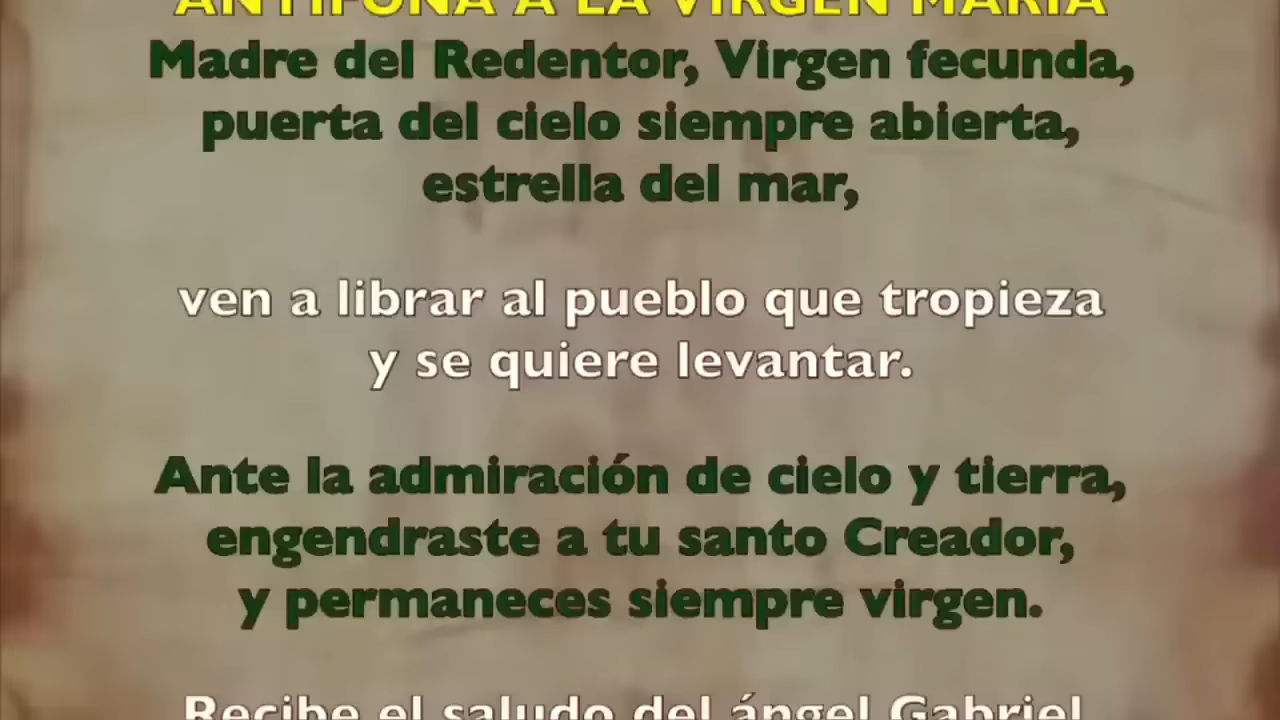 ANTÍFONA A LA VIRGEN MARÍA
Madre del Redentor, Virgen fecunda,
puerta del cielo siempre abierta,
estrella del mar,
ven a librar al pueblo que tropieza
y se quiere levantar.
Ante la admiración de cielo y tierra,
engendraste a tu santo Creador,
y permaneces siempre virgen.
Recibe el saludo del ángel Gabriel